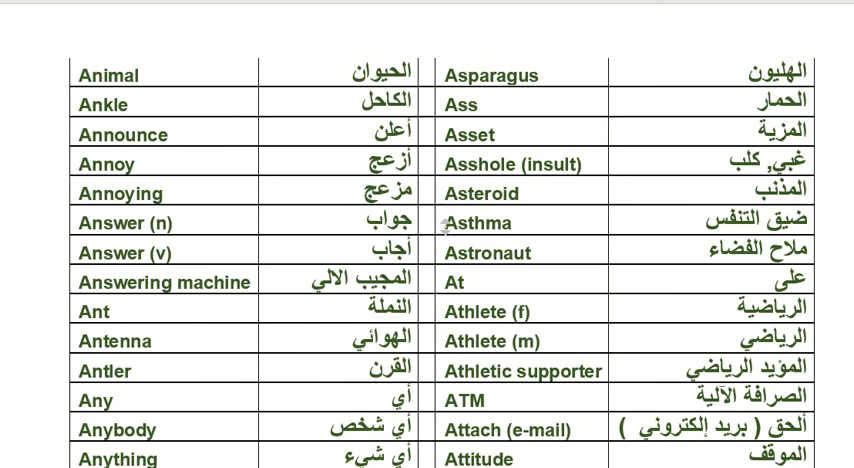 Animal الحيوان
Ankle الكاحل
Announce أعلن
Annoy أزعج
Annoying مزعج
Answer (n) جواب
Answer (v) أجاب
Answering machine المجيب الالي
Ant النملة
Antenna الهوائي
Antler القرن
Any أي
Anybody أي شخص
Anything أي شيء
Asparagus الهليون
Ass الحمار
Asset المزية
Asshole (insult) غبي, كلب
Asteroid المذنب
Asthma ضيق التنفس
Astronaut ملاح الفضاء
At على
Athlete (f) الرياضية
Athlete (m) الرياضي
Athletic supporter المؤيد الرياضي
ATM الصرافة الآلية
Attach (e-mail) ألحق ( بريد إلكتروني )
Attitude الموقف